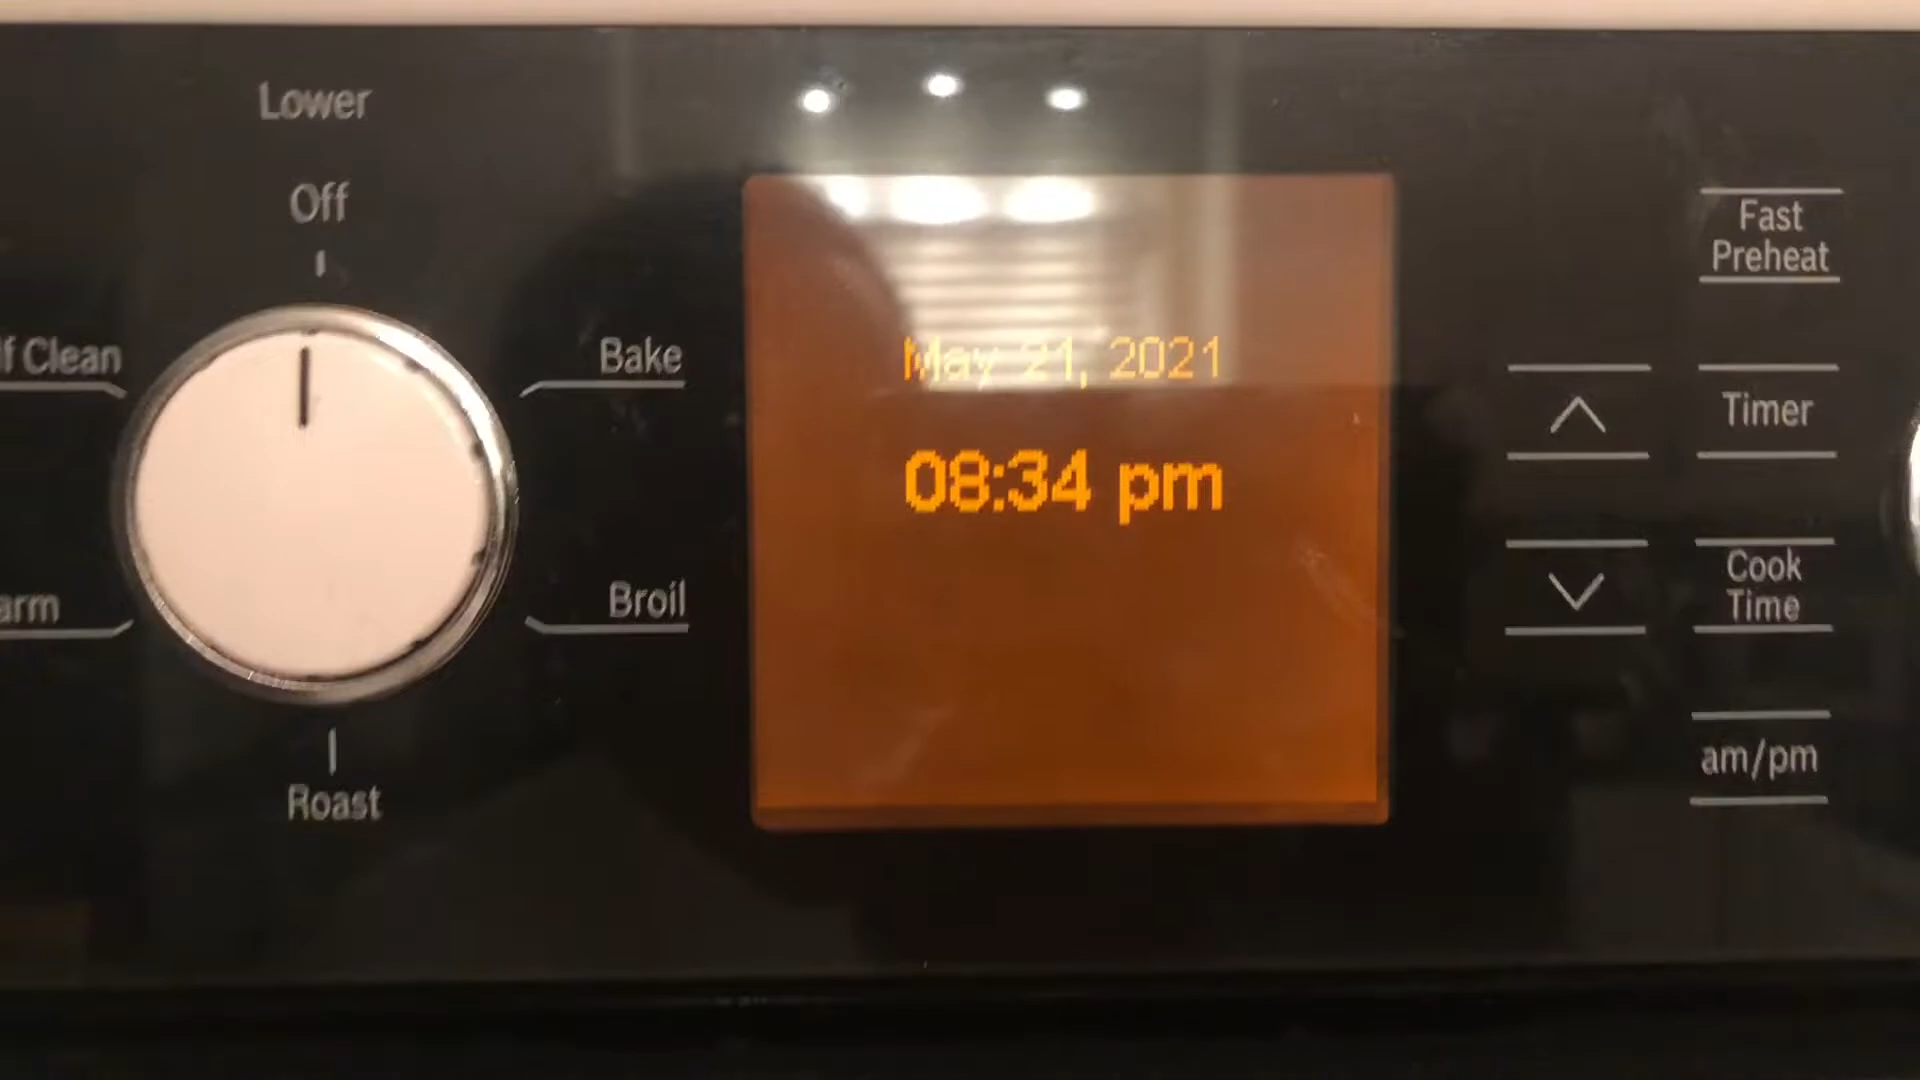 Lower
Off
f Clean
Bake
arm
Broil
Roast
May 21, 2021
08:34 pm
Fast
Preheat
Timer
Cook
Time
am/pm